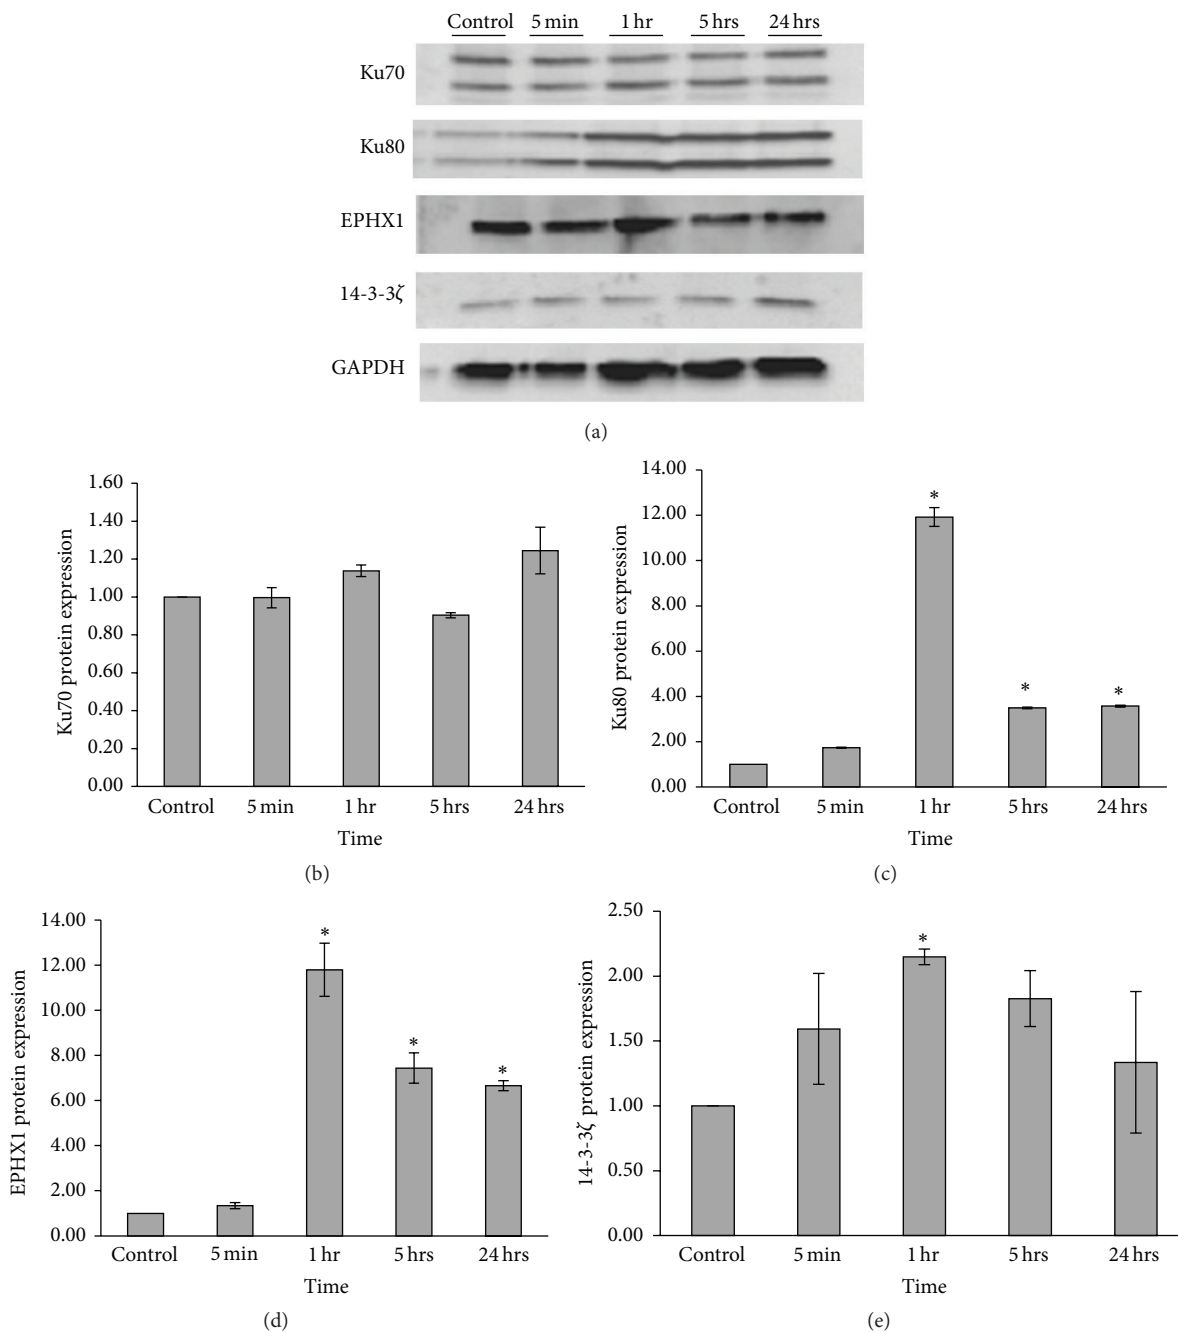 Control 5 min 1 hr 5 hrs 24 hrs
Ku70
Ku80
EPHX1
14-3-3ζ
GAPDH
(a)
Ku70 protein expression
1.60
1.40
1.20
1.00
0.80
0.60
0.40
0.20
0.00
Control 5 min 1 hr 5 hrs 24 hrs
Time
(b)
Ku80 protein expression
14.00
12.00
10.00
8.00
6.00
4.00
2.00
0.00
* * *
Control 5 min 1 hr 5 hrs 24 hrs
Time
(c)
EPHX1 protein expression
14.00
12.00
10.00
8.00
6.00
4.00
2.00
0.00
* * *
Control 5 min 1 hr 5 hrs 24 hrs
Time
(d)
14-3-3ζ protein expression
2.50
2.00
1.50
1.00
0.50
0.00
*
Control 5 min 1 hr 5 hrs 24 hrs
Time
(e)